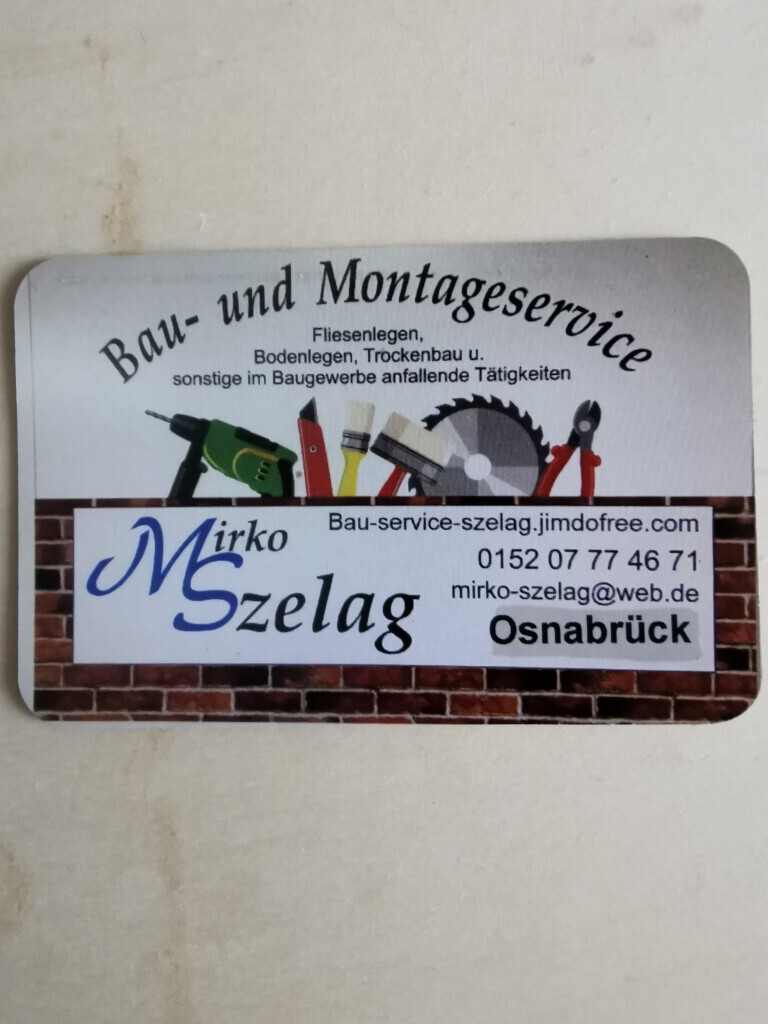 Bau- und Montageservice
Fliesenlegen,
Bodenlegen, Trockenbau u.
sonstige im Baugewerbe anfallende Tätigkeiten
Mirko
Szelag
Bau-service-szelag.jimdofree.com
0152 07 77 46 71
mirko-szelag@web.de
Osnabrück